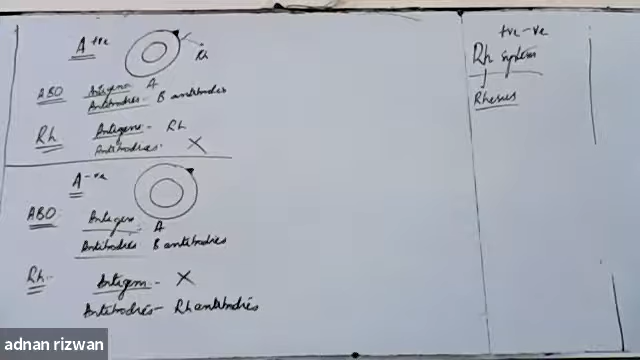 A +ve
Rh
ABO Antigen A
Antibodies - B antibodies
Rh Antigen - Rh
Antibodies - X
A -ve
ABO Antigen A
Antibodies B antibodies
Rh - Antigen - X
Antibodies - Rh antibodies
+ve -ve
Rh system
Rhesus
adnan rizwan